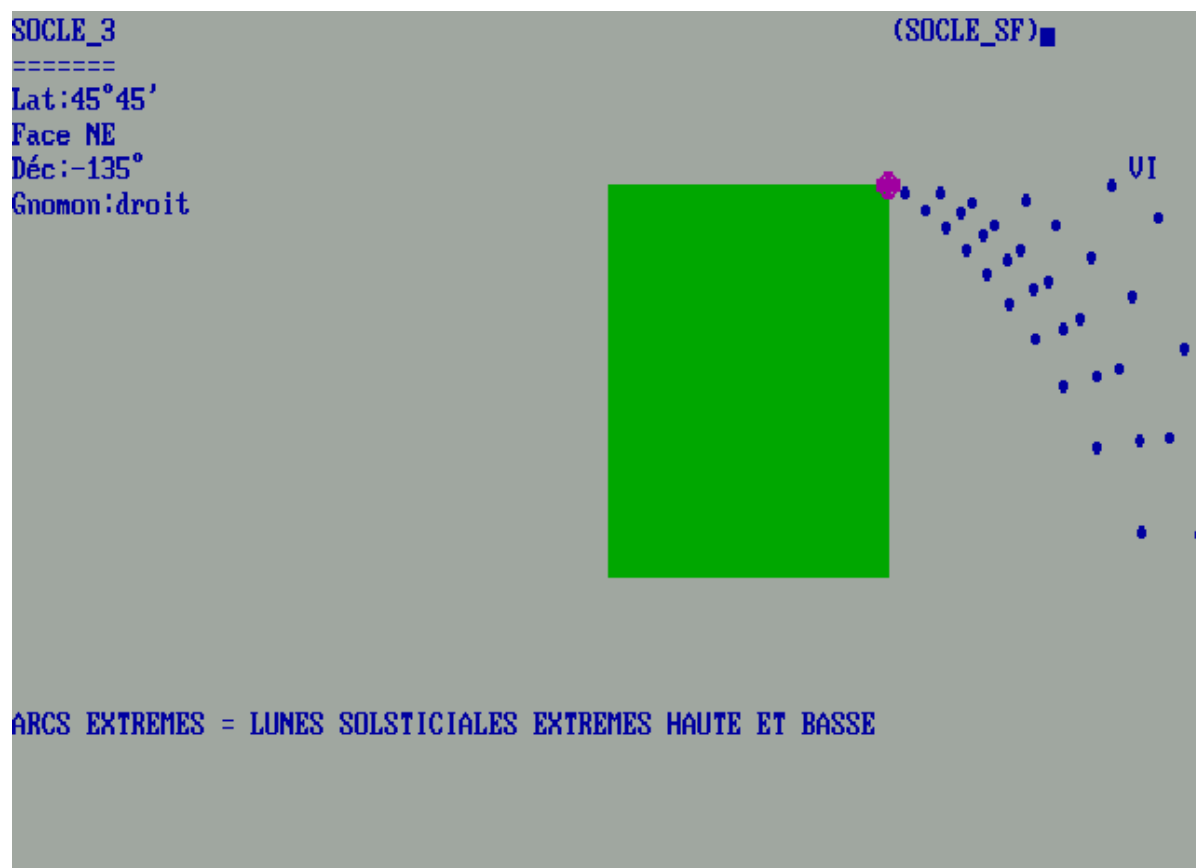 SOCLE_3 (SOCLE_SF)
=======
Lat:45°45'
Face NE
Déc:-135°
Gnomon:droit
VI
ARCS EXTREMES = LUNES SOLSTICIALES EXTREMES HAUTE ET BASSE